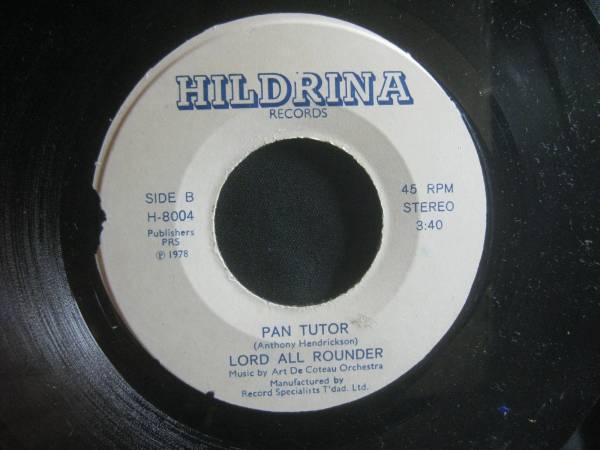 HILDRINA
RECORDS
SIDE B
H-8004
Publishers
PRS
℗ 1978
45 RPM
STEREO
3:40
PAN TUTOR
(Anthony Hendrickson)
LORD ALL ROUNDER
Music by Art De Coteau Orchestra
Manufactured by
Record Specialists T'dad. Ltd.